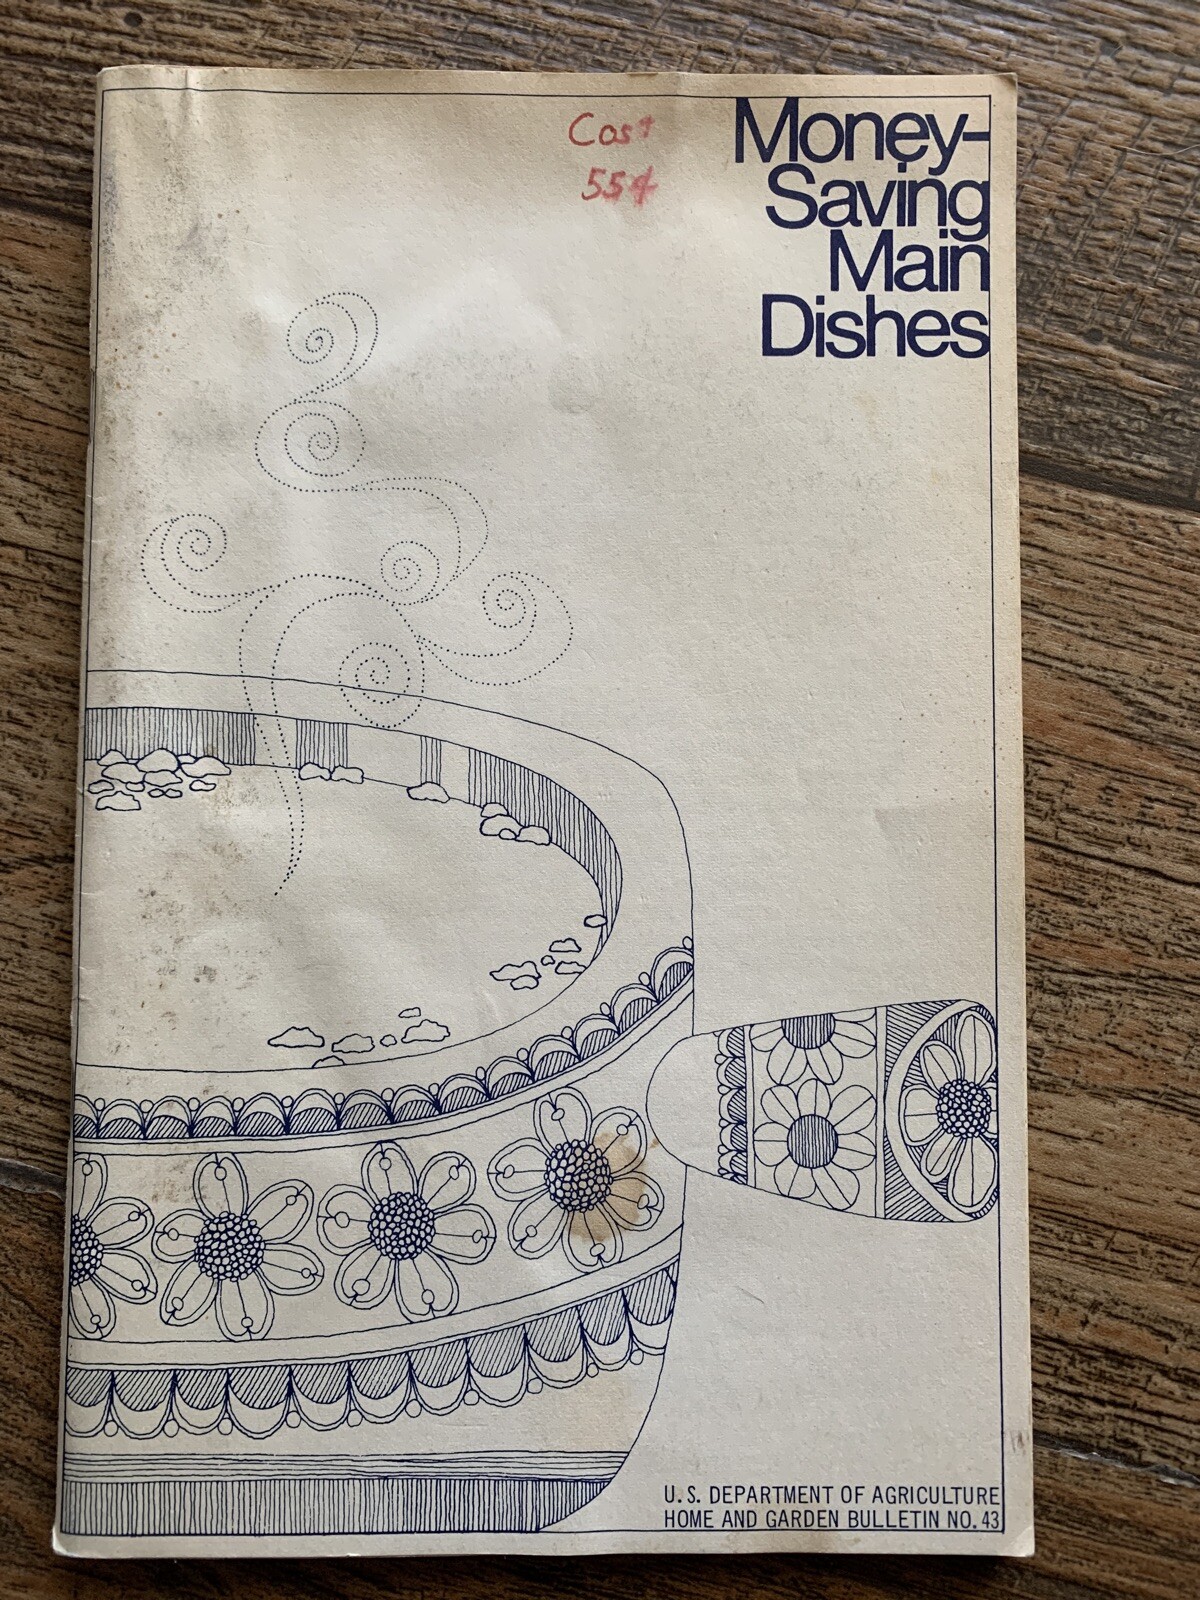 Cost
55¢
Money-
Saving
Main
Dishes
U.S. DEPARTMENT OF AGRICULTURE
HOME AND GARDEN BULLETIN NO. 43